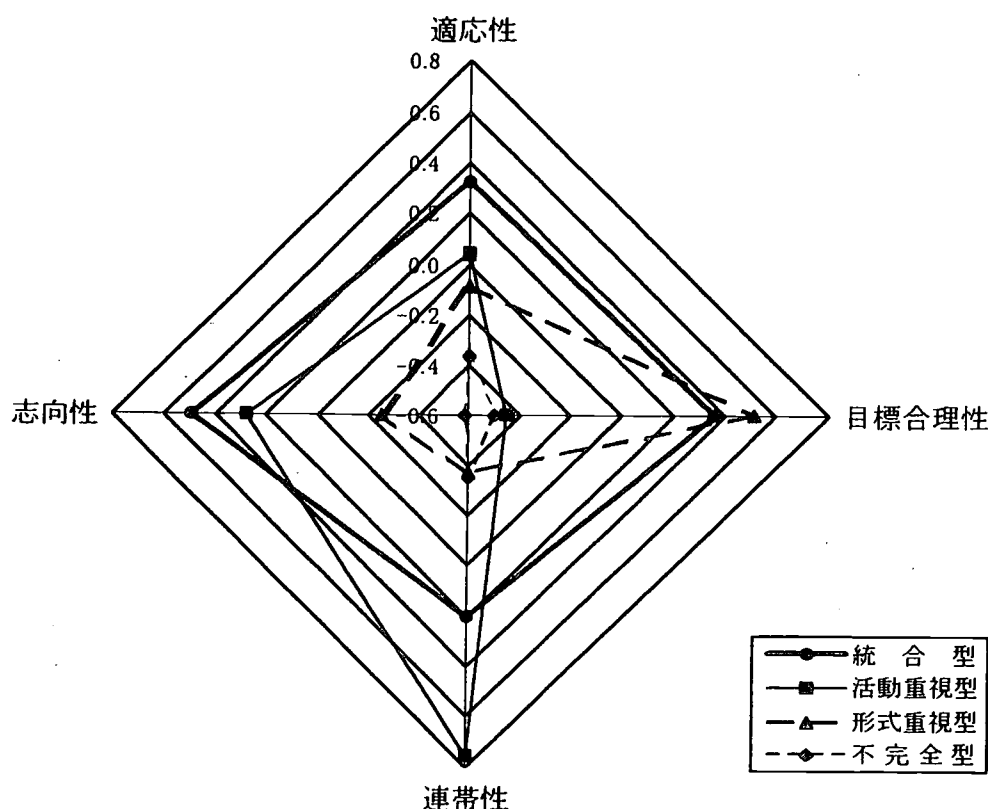 適応性
0.8
0.6
0.4
0.2
0.0
-0.2
-0.4
-0.6
志向性
目標合理性
連帯性
統合型
活動重視型
形式重視型
不完全型